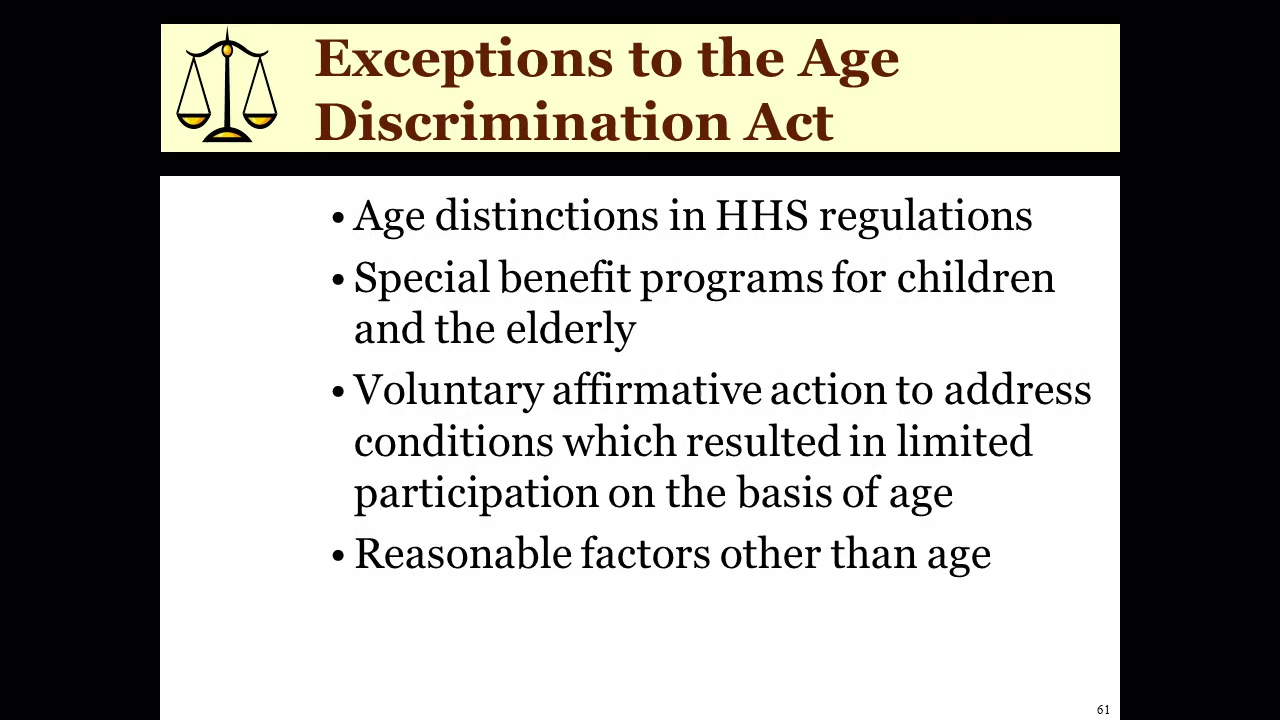 Exceptions to the Age
Discrimination Act
• Age distinctions in HHS regulations
• Special benefit programs for children
and the elderly
• Voluntary affirmative action to address
conditions which resulted in limited
participation on the basis of age
• Reasonable factors other than age
61